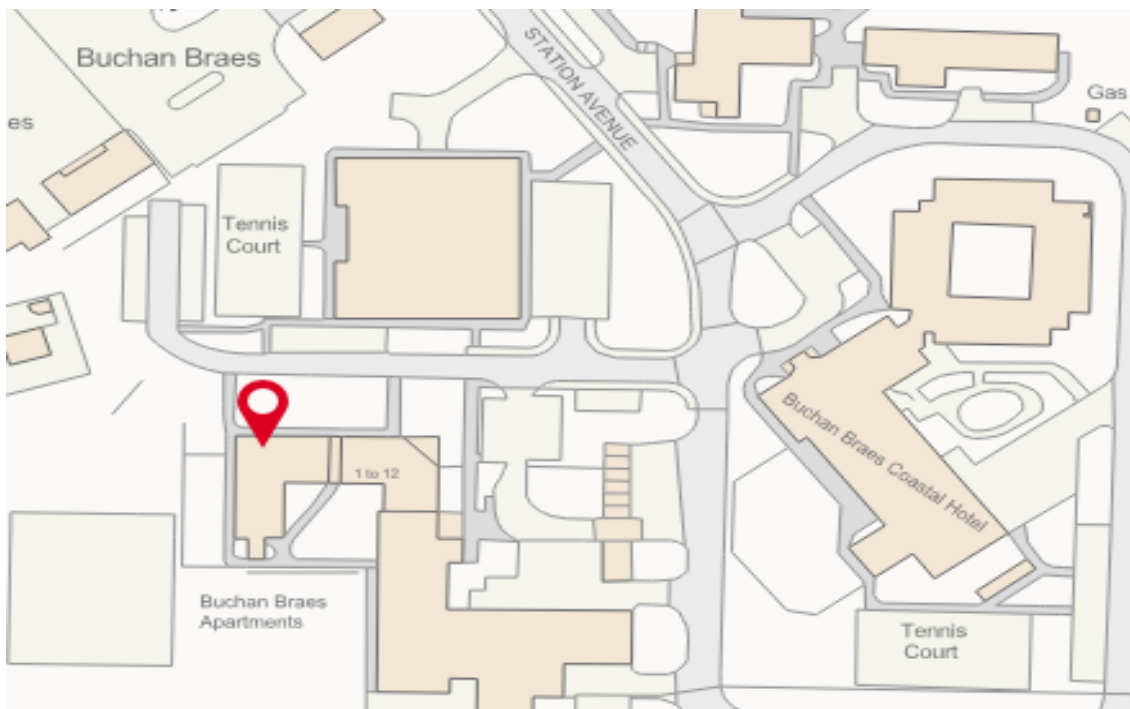 Buchan Braes
STATION AVENUE
Gas
es
Tennis
Court
Buchan Braes Coastal Hotel
1 to 12
Buchan Braes
Apartments
Tennis
Court